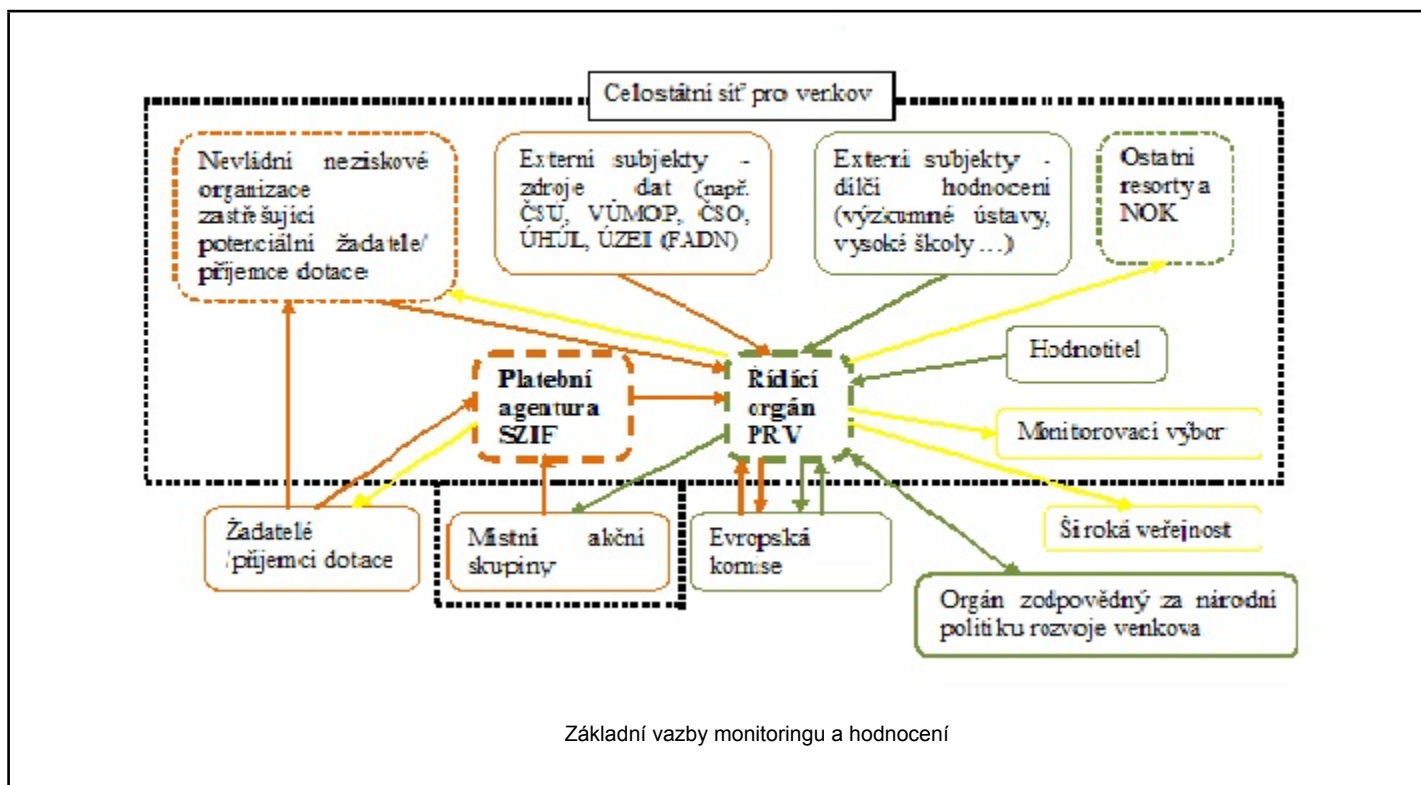 Celostátní síť pro venkov
Nevládní neziskové
organizace
zastřešující
potenciální žadatele/
příjemce dotace
Externí subjekty -
zdroje dat (např.
ČSÚ, VÚMOP, ČSO,
ÚHÚL, ÚZEI (FADN)
Externí subjekty -
dílčí hodnocení
(výzkumné ústavy,
vysoké školy …)
Ostatní
resorty a
NOK
Hodnotitel
Platební
agentura
SZIF
Řídící
orgán
PRV
Monitorovací výbor
Žadatelé
/příjemci dotace
Místní akční
skupiny
Evropská
komise
Široká veřejnost
Orgán zodpovědný za národní
politiku rozvoje venkova
Základní vazby monitoringu a hodnocení